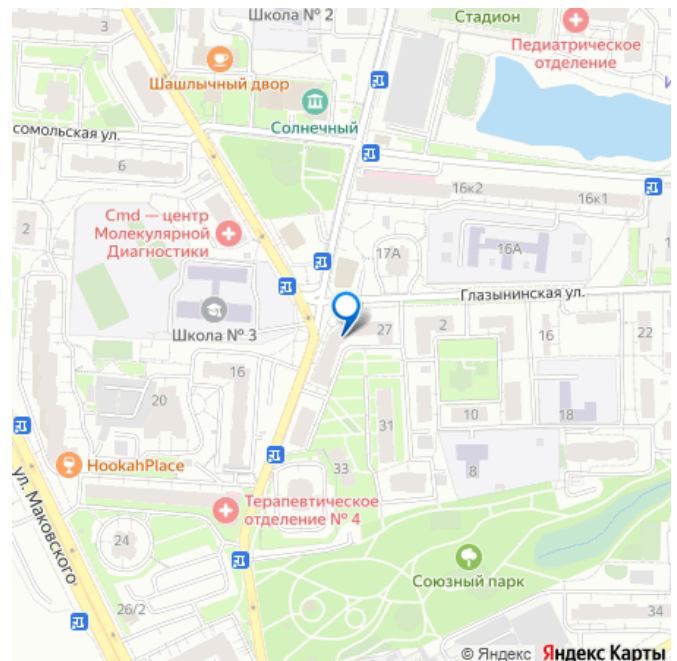 Школа № 2
Стадион
3
Педиатрическое
отделение
Шашлычный двор
Солнечный
сомольская ул.
6
16к2
16к1
Cmd — центр
Молекулярной
Диагностики
2
17А
16А
Глазынинская ул.
Школа № 3
27
2
16
22
16
20
31
10
18
HookahPlace
33
8
ул. Маковского
Терапевтическое
отделение № 4
24
Союзный парк
26/2
34
© Яндекс Яндекс Карты